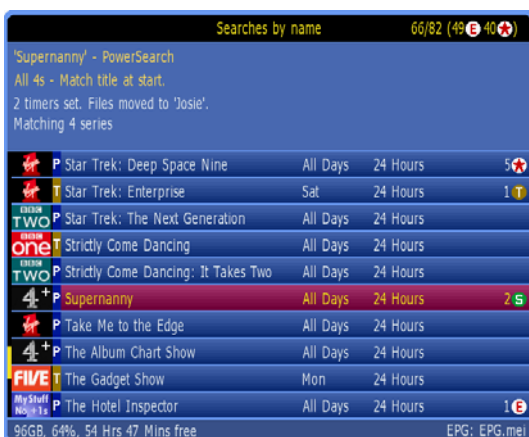 Searches by name 66/82 (49 E 40 ★)
'Supernanny' - PowerSearch
All 4s - Match title at start.
2 timers set. Files moved to 'Josie'.
Matching 4 series
P Star Trek: Deep Space Nine All Days 24 Hours 5 ★
T Star Trek: Enterprise Sat 24 Hours 1 T
BBC TWO P Star Trek: The Next Generation All Days 24 Hours
BBC one T Strictly Come Dancing All Days 24 Hours
BBC TWO P Strictly Come Dancing: It Takes Two All Days 24 Hours
4+ P Supernanny All Days 24 Hours 2 S
P Take Me to the Edge All Days 24 Hours
4+ P The Album Chart Show All Days 24 Hours
FIVE T The Gadget Show Mon 24 Hours
MyStuff No +1s P The Hotel Inspector All Days 24 Hours 1 E
96GB, 64%, 54 Hrs 47 Mins free EPG: EPG.mei